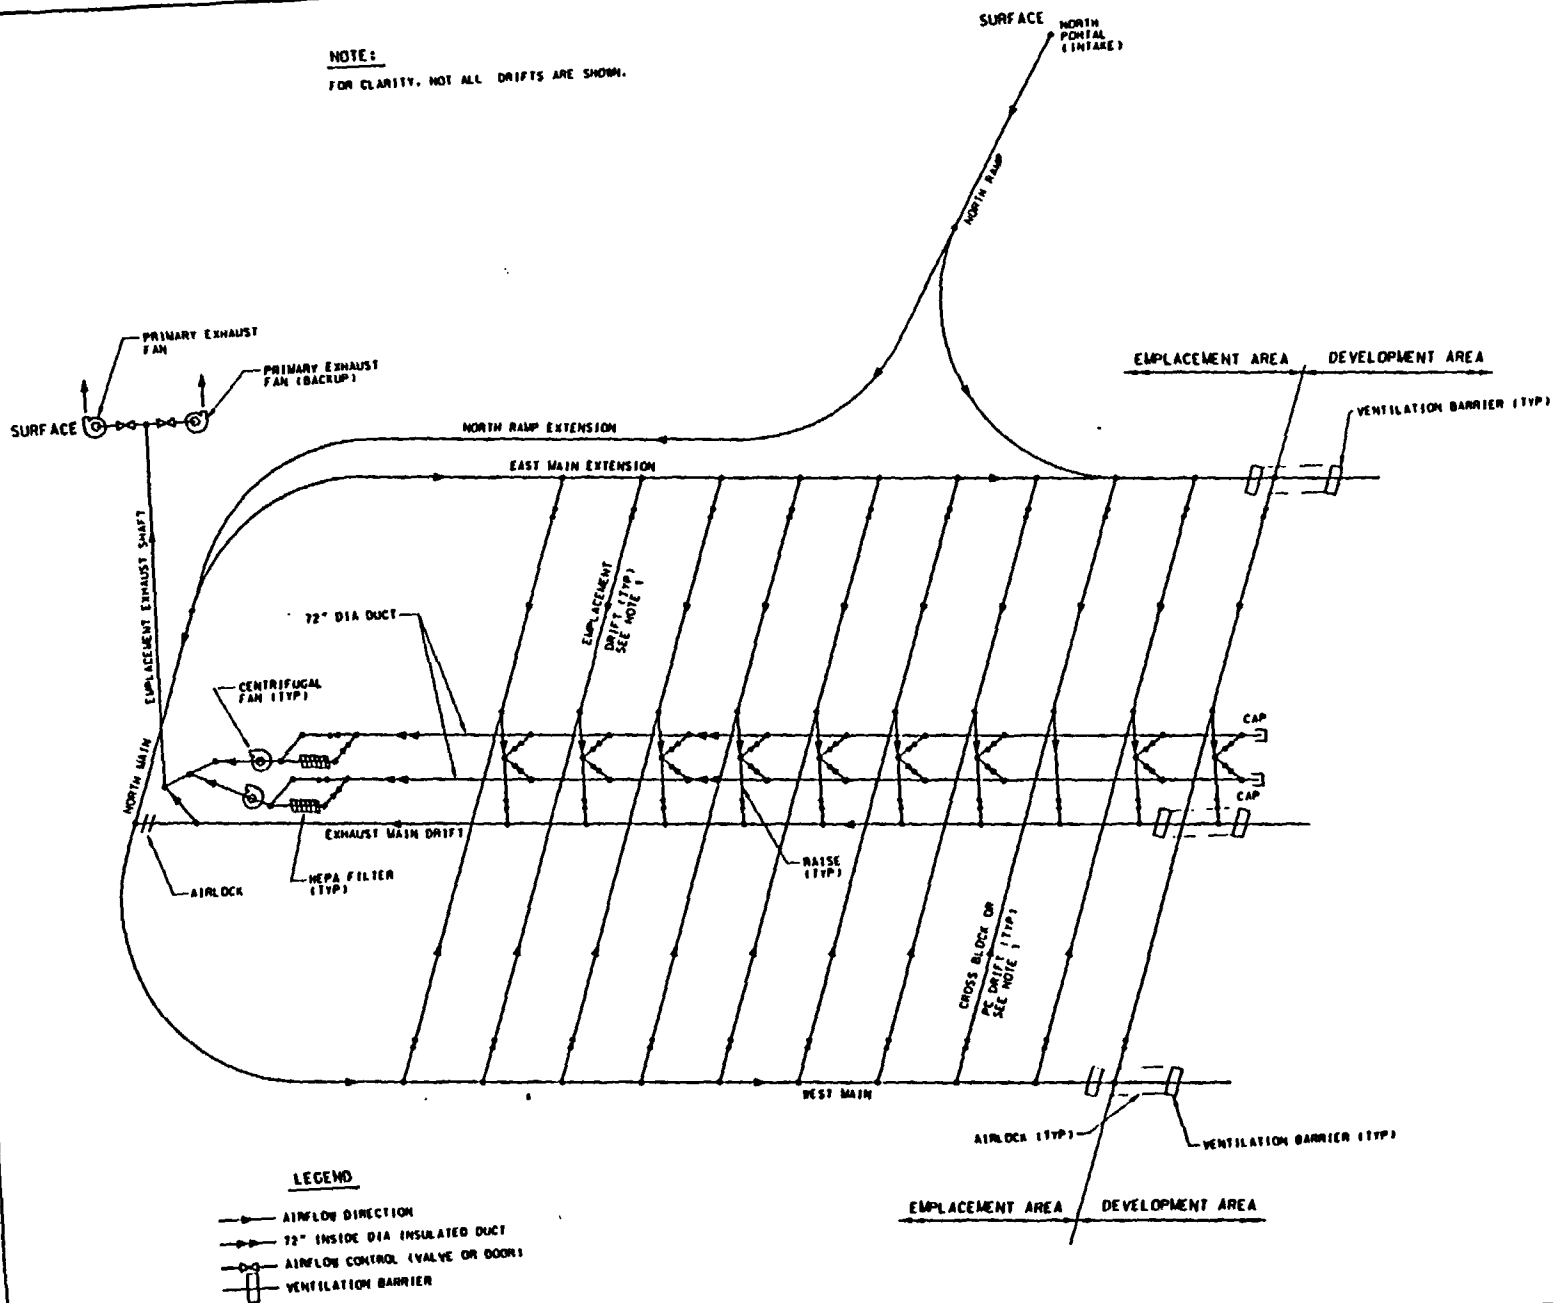 SURFACE
NORTH
PORTAL
(INTAKE)
NOTE:
FOR CLARITY, NOT ALL DRIFTS ARE SHOWN.
NORTH RAMP
PRIMARY EXHAUST
FAN
PRIMARY EXHAUST
FAN (BACKUP)
SURFACE
EMPLACEMENT AREA
DEVELOPMENT AREA
VENTILATION BARRIER (TYP)
NORTH RAMP EXTENSION
EAST MAIN EXTENSION
EMPLACEMENT EXHAUST SHAFT
EMPLACEMENT
DRIFT (TYP)
SEE NOTE 1
72" DIA DUCT
CENTRIFUGAL
FAN (TYP)
CAP
NORTH MAIN
CAP
EXHAUST MAIN DRIFT
HEPA FILTER
(TYP)
AIRLOCK
RAISE
(TYP)
CROSS BLOCK OR
PC DRIFT (TYP)
SEE NOTE 1
WEST MAIN
AIRLOCK (TYP)
VENTILATION BARRIER (TYP)
EMPLACEMENT AREA
DEVELOPMENT AREA
LEGEND
AIRFLOW DIRECTION
72" INSIDE DIA INSULATED DUCT
AIRFLOW CONTROL (VALVE OR DOOR)
VENTILATION BARRIER